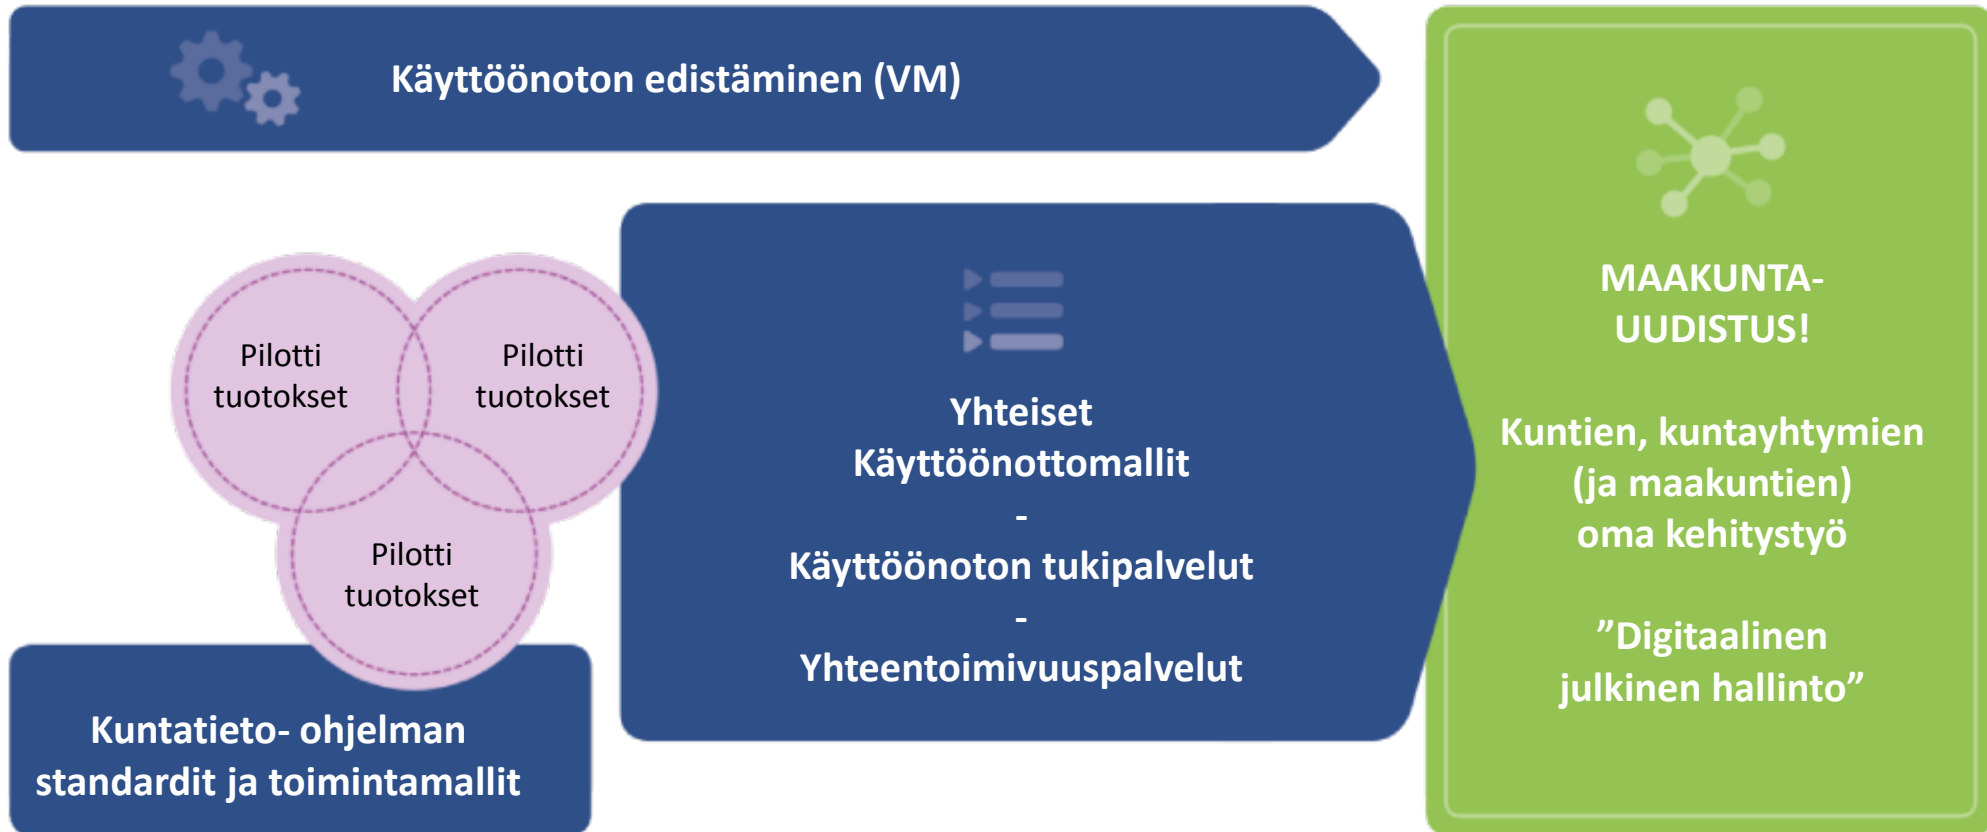 Käyttöönoton edistäminen (VM)
Pilotti
tuotokset
Pilotti
tuotokset
Pilotti
tuotokset
Kuntatieto- ohjelman
standardit ja toimintamallit
Yhteiset
Käyttöönottomallit
-
Käyttöönoton tukipalvelut
-
Yhteentoimivuuspalvelut
MAAKUNTA-
UUDISTUS!
Kuntien, kuntayhtymien
(ja maakuntien)
oma kehitystyö
”Digitaalinen
julkinen hallinto”